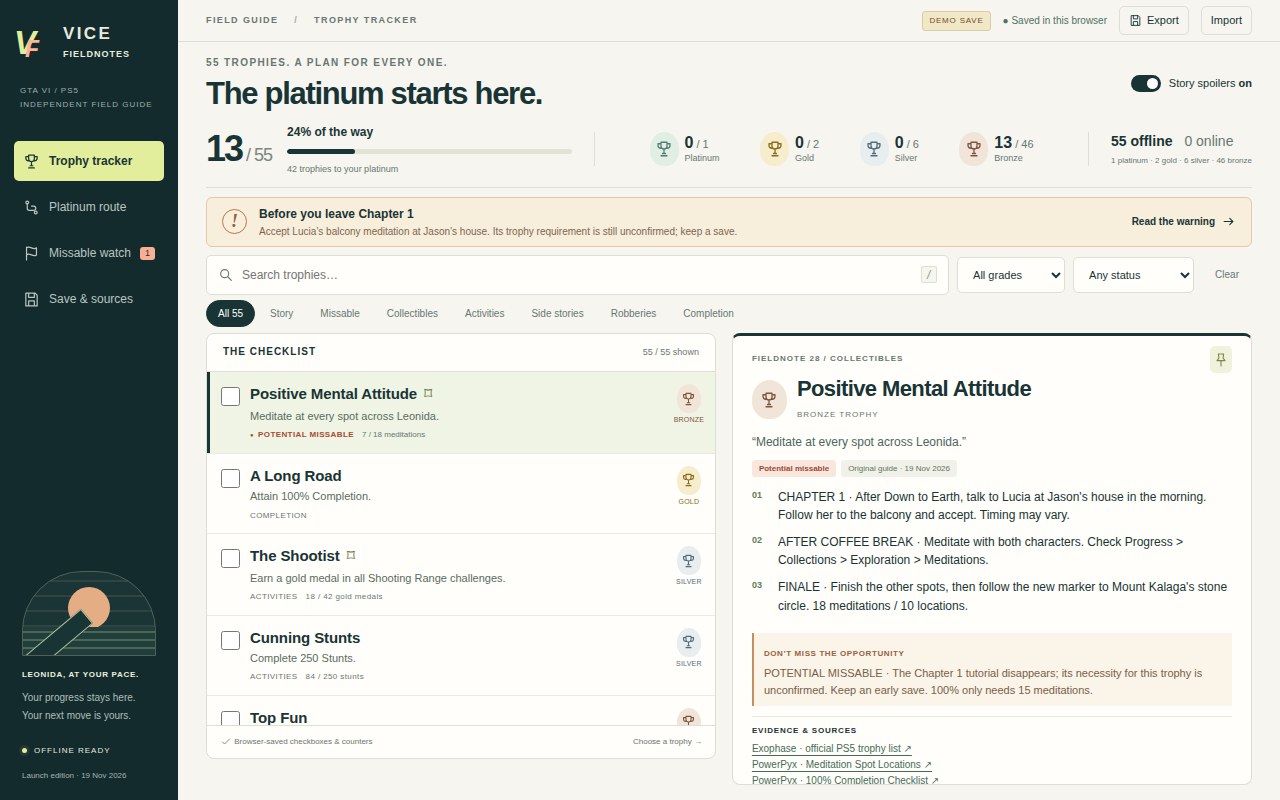 VICE
FIELDNOTES
GTA VI / PS5
INDEPENDENT FIELD GUIDE
Trophy tracker
Platinum route
Missable watch 1
Save & sources
LEONIDA, AT YOUR PACE.
Your progress stays here.
Your next move is yours.
OFFLINE READY
Launch edition · 19 Nov 2026
FIELD GUIDE / TROPHY TRACKER
DEMO SAVE
● Saved in this browser
Export
Import
55 TROPHIES. A PLAN FOR EVERY ONE.
The platinum starts here.
Story spoilers on
13 / 55
24% of the way
42 trophies to your platinum
0 / 1
Platinum
0 / 2
Gold
0 / 6
Silver
13 / 46
Bronze
55 offline 0 online
1 platinum · 2 gold · 6 silver · 46 bronze
!
Before you leave Chapter 1
Accept Lucia's balcony meditation at Jason's house. Its trophy requirement is still unconfirmed; keep a save.
Read the warning →
Search trophies…
/
All grades
Any status
Clear
All 55
Story
Missable
Collectibles
Activities
Side stories
Robberies
Completion
THE CHECKLIST
55 / 55 shown
Positive Mental Attitude
Meditate at every spot across Leonida.
• POTENTIAL MISSABLE 7 / 18 meditations
BRONZE
A Long Road
Attain 100% Completion.
COMPLETION
GOLD
The Shootist
Earn a gold medal in all Shooting Range challenges.
ACTIVITIES 18 / 42 gold medals
SILVER
Cunning Stunts
Complete 250 Stunts.
ACTIVITIES 84 / 250 stunts
SILVER
Top Fun
Browser-saved checkboxes & counters
Choose a trophy →
FIELDNOTE 28 / COLLECTIBLES
Positive Mental Attitude
BRONZE TROPHY
“Meditate at every spot across Leonida.”
Potential missable
Original guide · 19 Nov 2026
01 CHAPTER 1 · After Down to Earth, talk to Lucia at Jason's house in the morning.
Follow her to the balcony and accept. Timing may vary.
02 AFTER COFFEE BREAK · Meditate with both characters. Check Progress >
Collections > Exploration > Meditations.
03 FINALE · Finish the other spots, then follow the new marker to Mount Kalaga's stone
circle. 18 meditations / 10 locations.
DON'T MISS THE OPPORTUNITY
POTENTIAL MISSABLE · The Chapter 1 tutorial disappears; its necessity for this trophy is
unconfirmed. Keep an early save. 100% only needs 15 meditations.
EVIDENCE & SOURCES
Exophase · official PS5 trophy list ↗
PowerPyx · Meditation Spot Locations ↗
PowerPyx · 100% Completion Checklist ↗